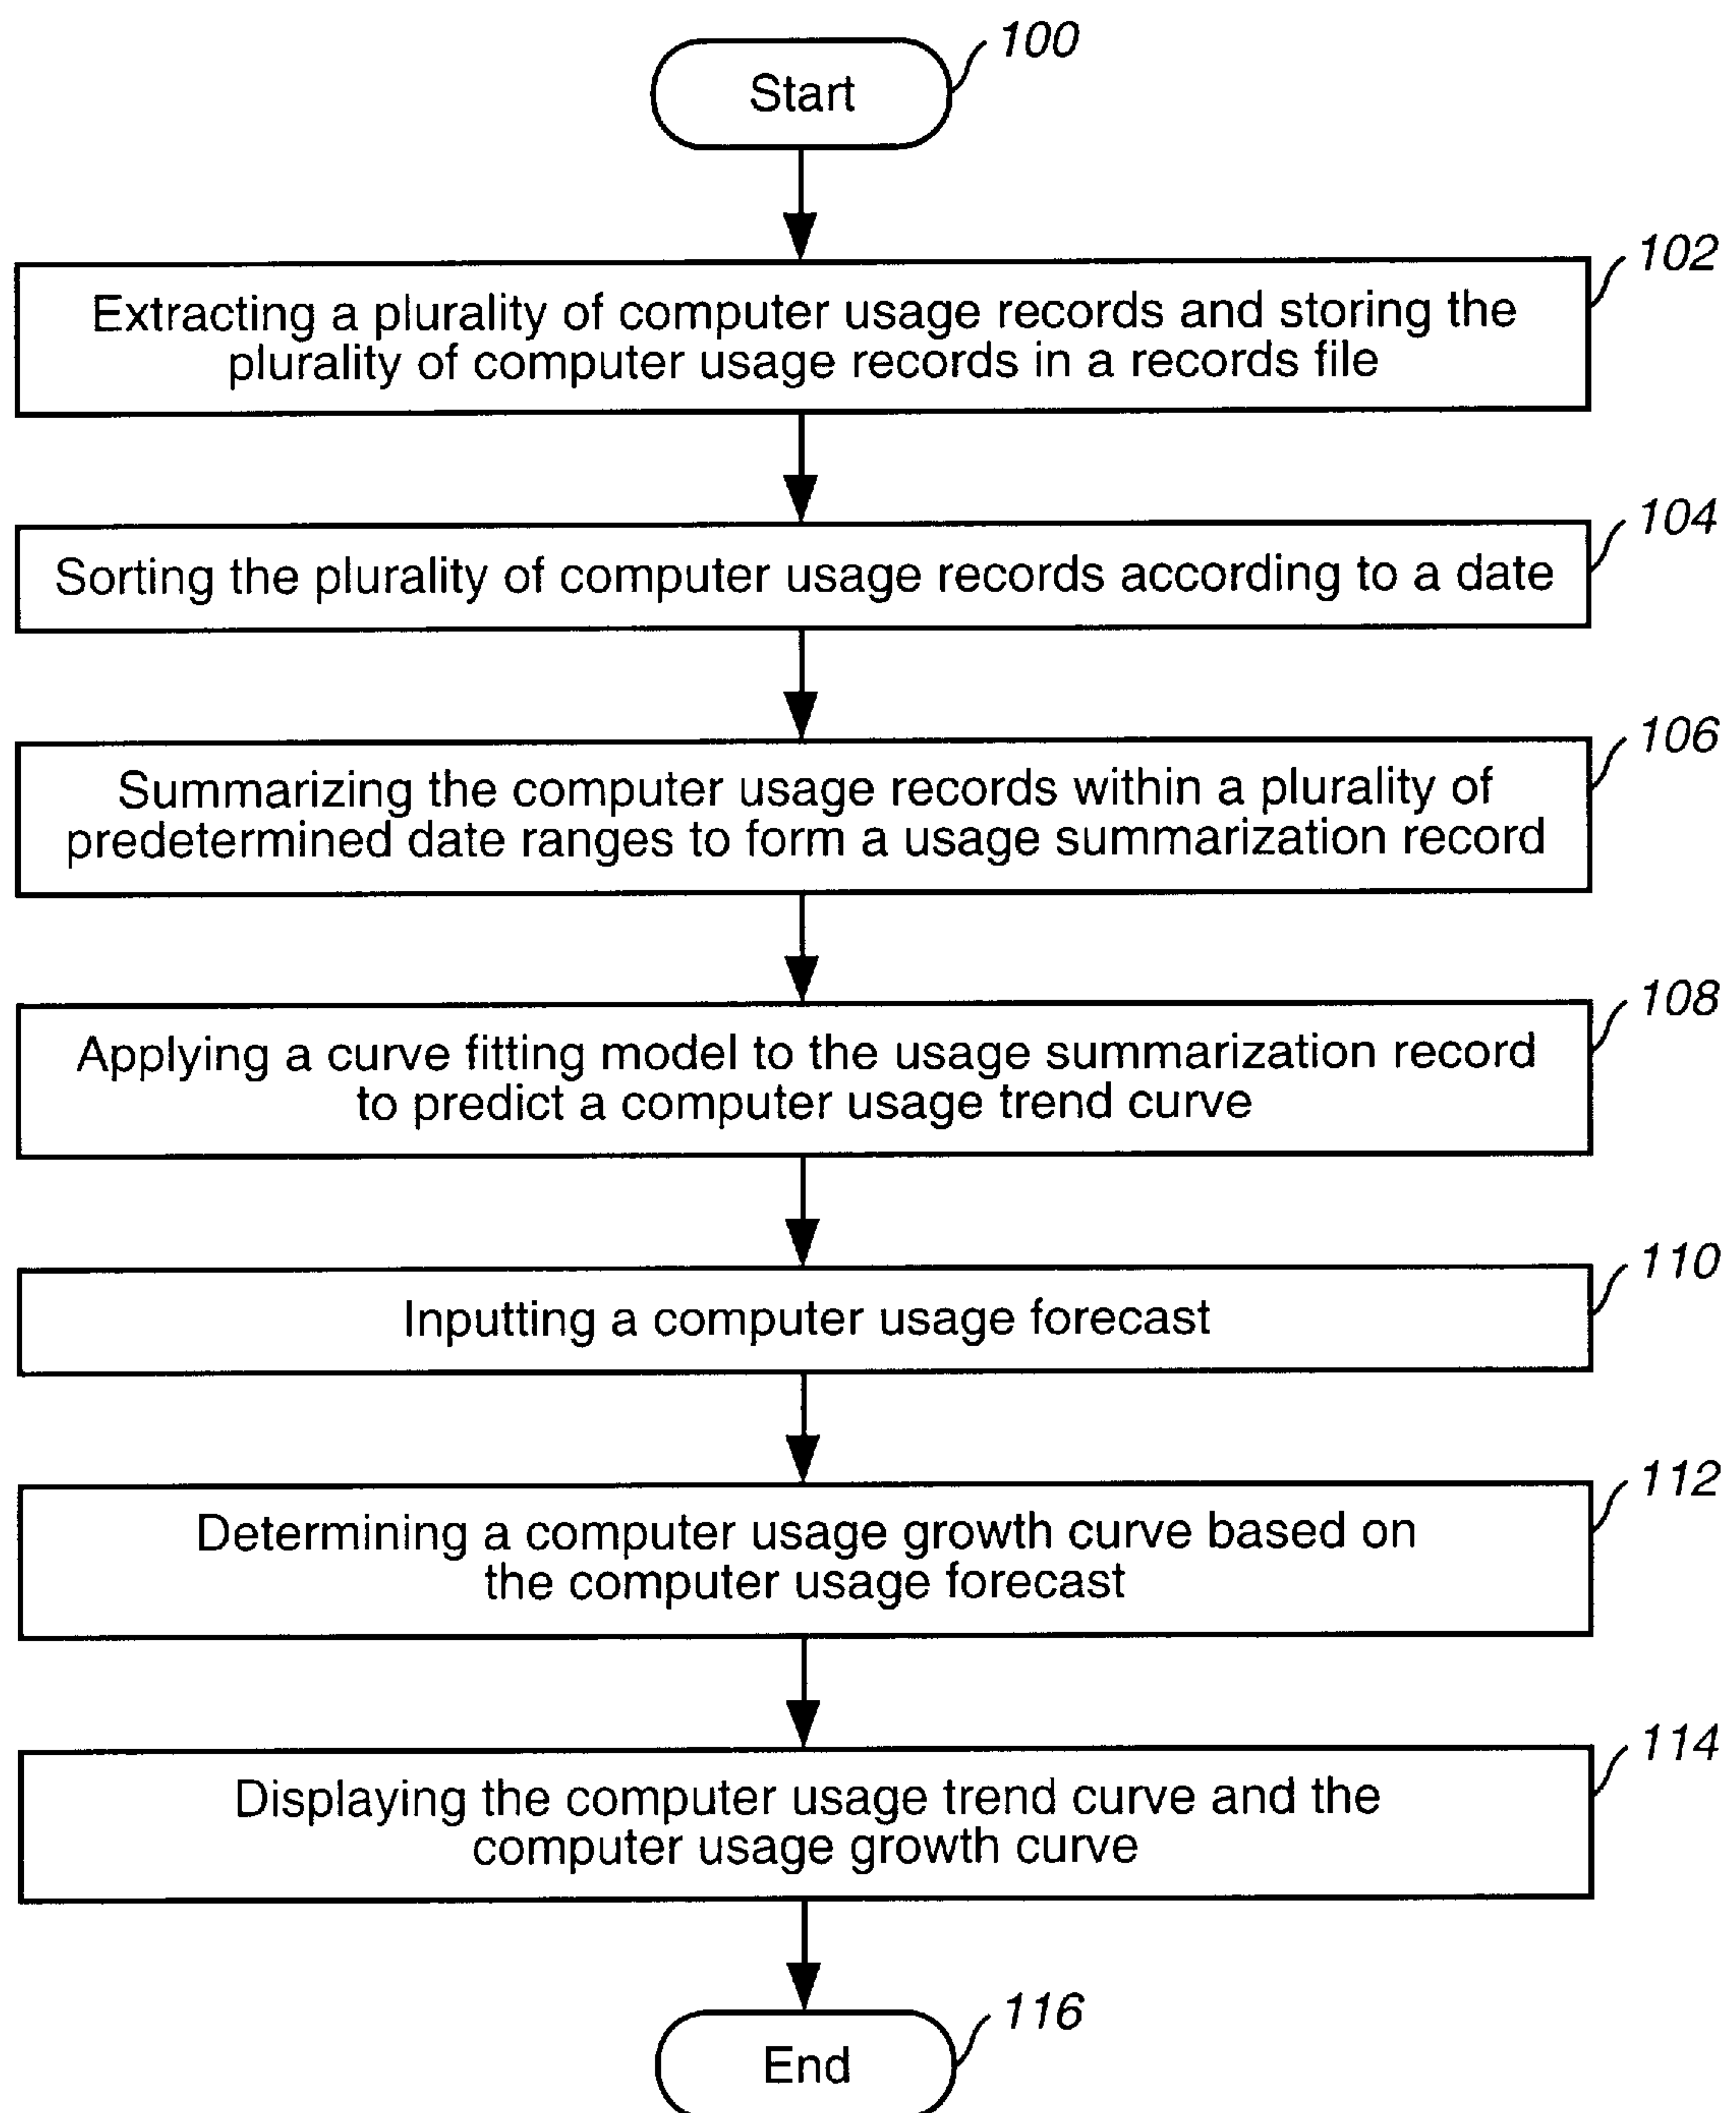 100
Start
102
Extracting a plurality of computer usage records and storing the
plurality of computer usage records in a records file
104
Sorting the plurality of computer usage records according to a date
106
Summarizing the computer usage records within a plurality of
predetermined date ranges to form a usage summarization record
108
Applying a curve fitting model to the usage summarization record
to predict a computer usage trend curve
110
Inputting a computer usage forecast
112
Determining a computer usage growth curve based on
the computer usage forecast
114
Displaying the computer usage trend curve and the
computer usage growth curve
116
End